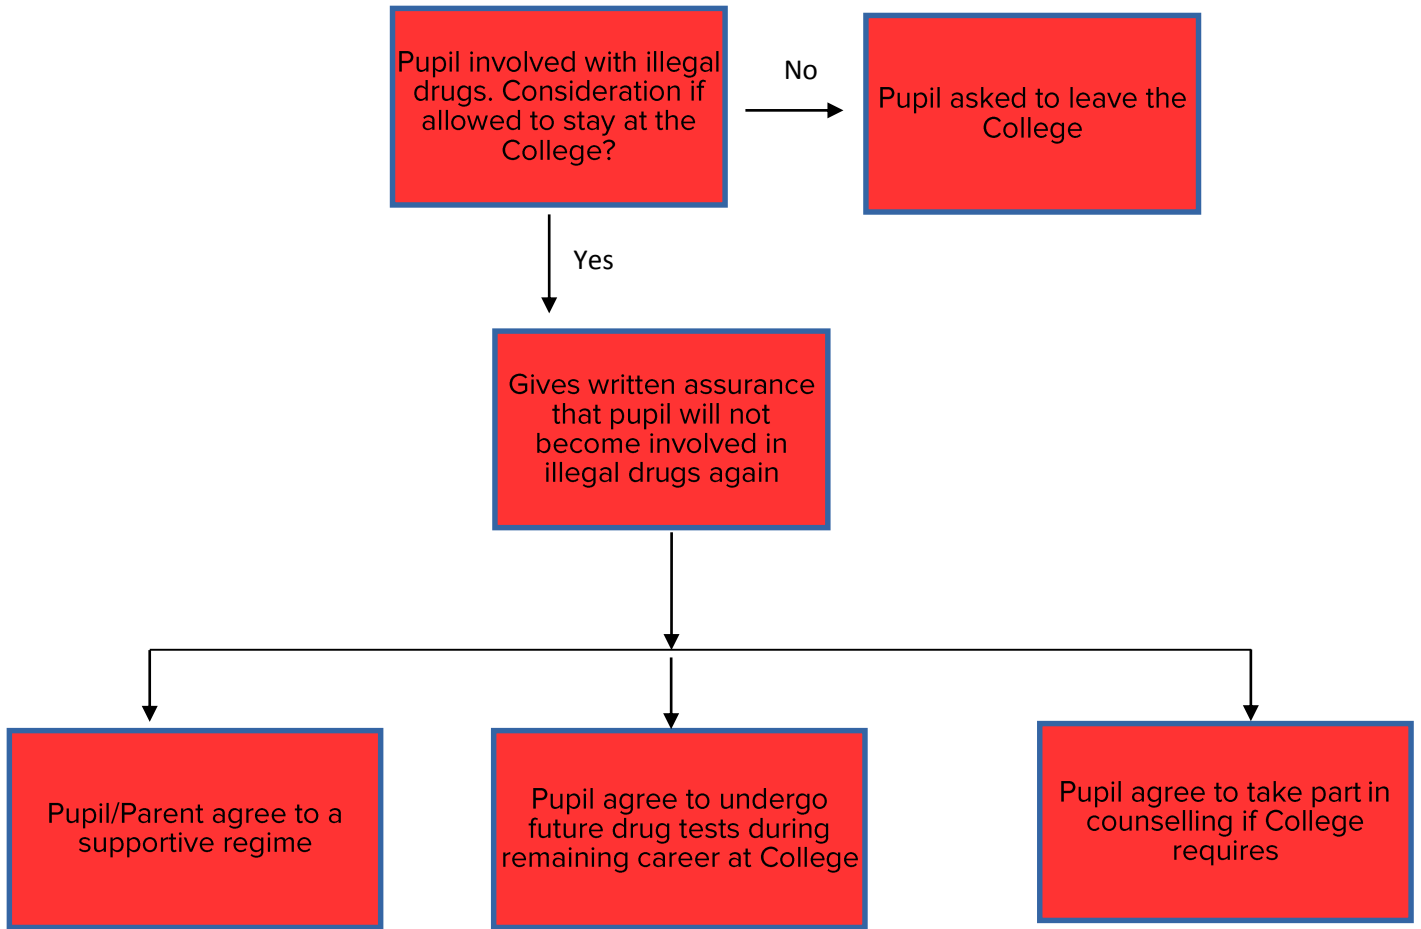 Pupil involved with illegal
drugs. Consideration if
allowed to stay at the
College?
No
Pupil asked to leave the
College
Yes
Gives written assurance
that pupil will not
become involved in
illegal drugs again
Pupil/Parent agree to a
supportive regime
Pupil agree to undergo
future drug tests during
remaining career at College
Pupil agree to take part in
counselling if College
requires